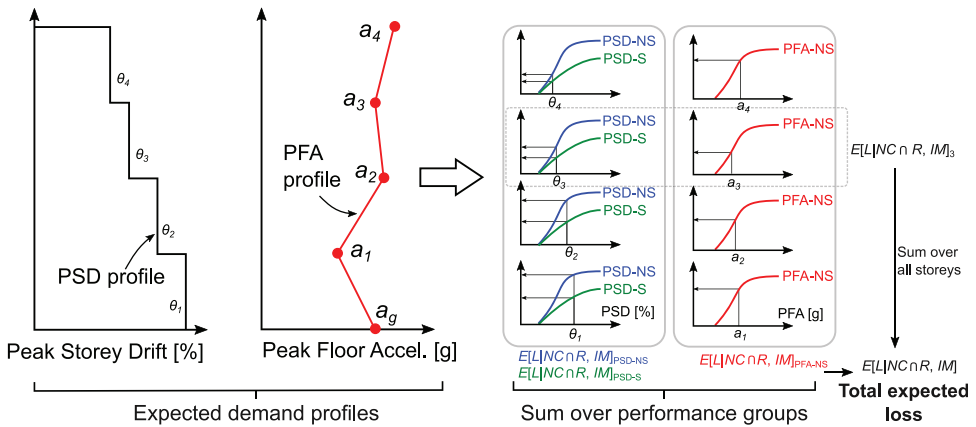 θ4
θ3
θ2
θ1
PSD profile
Peak Storey Drift [%]
a4
a3
a2
a1
ag
PFA
profile
Peak Floor Accel. [g]
Expected demand profiles
PSD-NS
PSD-S
θ4
PFA-NS
a4
PSD-NS
PSD-S
θ3
PFA-NS
a3
PSD-NS
PSD-S
θ2
PFA-NS
a2
PSD-NS
PSD-S
PSD [%]
θ1
PFA-NS
PFA [g]
a1
E[L|NC∩R, IM]PSD-NS
E[L|NC∩R, IM]PSD-S
E[L|NC∩R, IM]PFA-NS
Sum over performance groups
E[L|NC∩R, IM]3
Sum over
all storeys
E[L|NC∩R, IM]
Total expected
loss